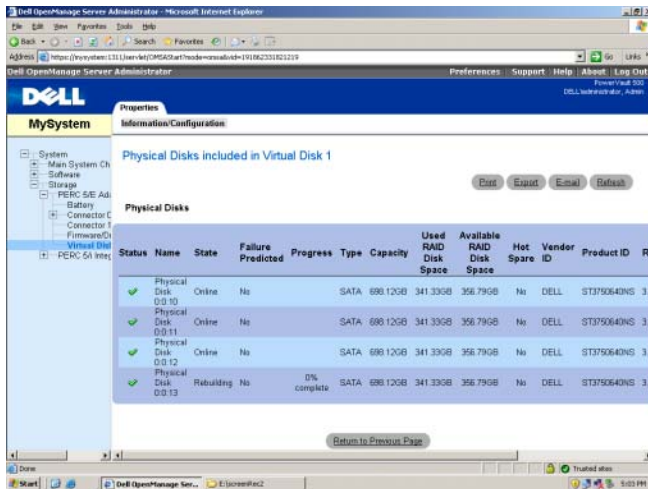 Dell OpenManage Server Administrator - Microsoft Internet Explorer
File Edit View Favorites Tools Help
Back Search Favorites
Address https://mysystem:1311/servlet/OMSAStart?mode=omsa&vid=191862331821219 Go Links
Dell OpenManage Server Administrator Preferences Support Help About Log Out
PowerVault 500
DELL\administrator, Admin
DELL
Properties
MySystem
Information/Configuration
System
Main System Ch
Software
Storage
PERC 5/E Ada
Battery
Connector
Connector 1
Firmware/Dr
Virtual Disk
PERC 5/i Integ
Physical Disks included in Virtual Disk 1
Print Export E-mail Refresh
Physical Disks
Status Name State Failure Predicted Progress Type Capacity Used RAID Disk Space Available RAID Disk Space Hot Spare Vendor ID Product ID R
Physical Disk 0:0:10 Online No SATA 698.12GB 341.33GB 356.79GB No DELL ST3750640NS 3.
Physical Disk 0:0:11 Online No SATA 698.12GB 341.33GB 356.79GB No DELL ST3750640NS 3.
Physical Disk 0:0:12 Online No SATA 698.12GB 341.33GB 356.79GB No DELL ST3750640NS 3.
Physical Disk 0:0:13 Rebuilding No 0% complete SATA 698.12GB 341.33GB 356.79GB No DELL ST3750640NS 3.
Return to Previous Page
Done Trusted sites
Start Dell OpenManage Ser... E:\screenRec2 5:03 PM